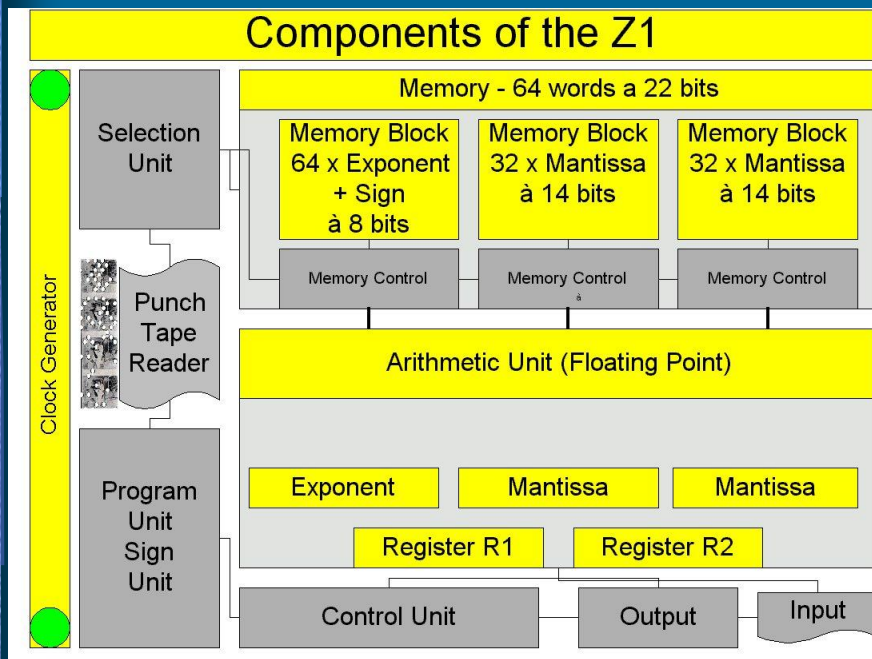 Components of the Z1
Clock Generator
Selection
Unit
Punch
Tape
Reader
Program
Unit
Sign
Unit
Memory - 64 words a 22 bits
Memory Block
64 x Exponent
+ Sign
à 8 bits
Memory Block
32 x Mantissa
à 14 bits
Memory Block
32 x Mantissa
à 14 bits
Memory Control
Memory Control
à
Memory Control
Arithmetic Unit (Floating Point)
Exponent
Mantissa
Mantissa
Register R1
Register R2
Control Unit
Output
Input